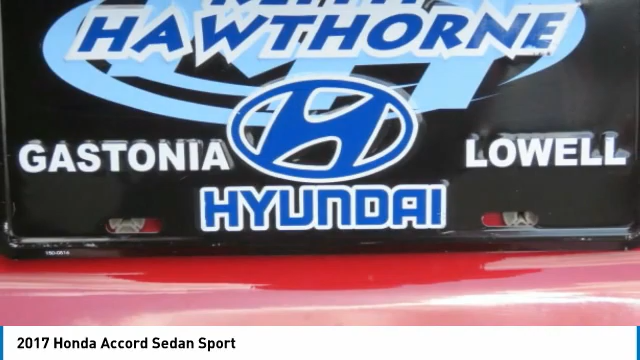 HAWTHORNE
GASTONIA
LOWELL
HYUNDAI
2017 Honda Accord Sedan Sport